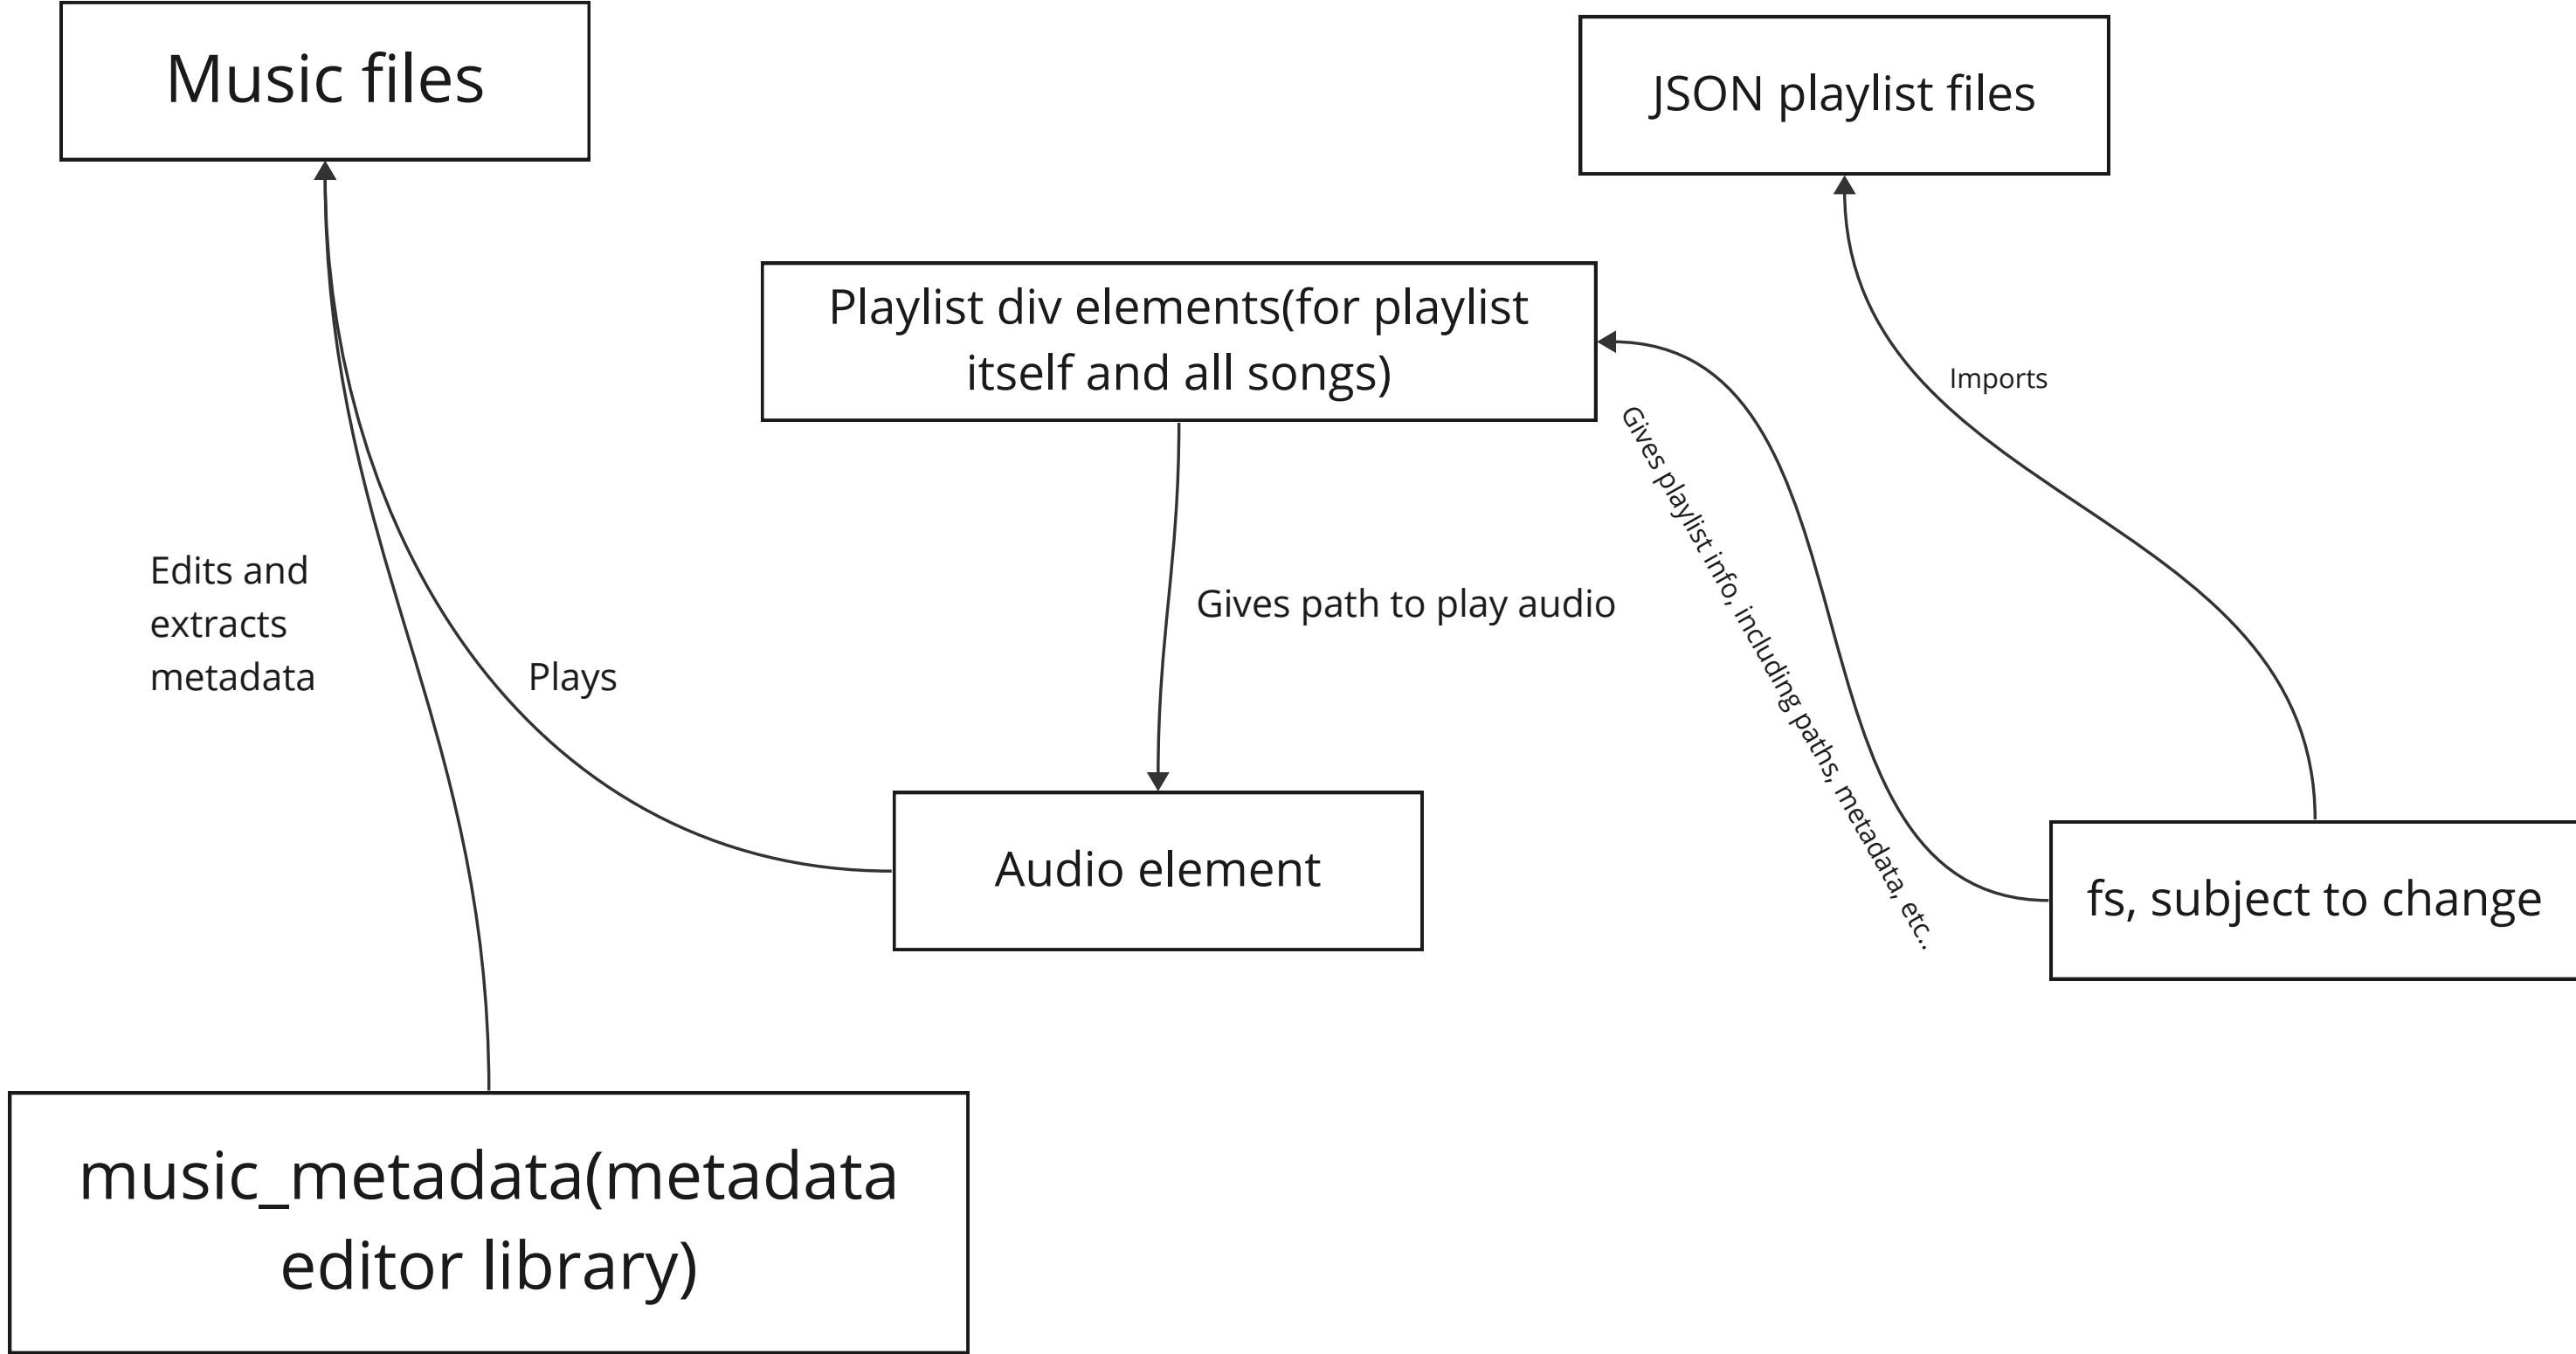 Music files
JSON playlist files
Playlist div elements(for playlist
itself and all songs)
Imports
Gives playlist info, including paths, metadata, etc..
Edits and
extracts
metadata
Gives path to play audio
Plays
Audio element
fs, subject to change
music_metadata(metadata
editor library)